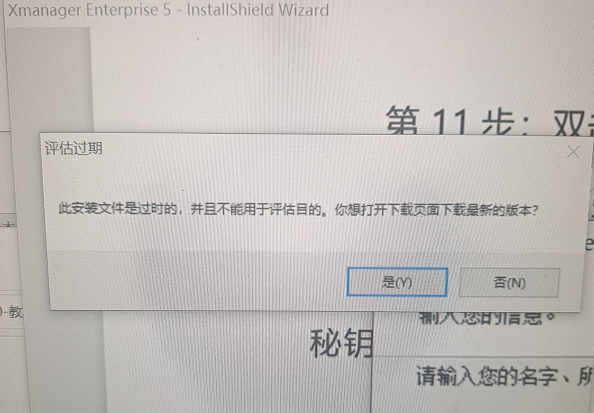 Xmanager Enterprise 5 - InstallShield Wizard
第 11 步：双
评估过期
此安装文件是过时的，并且不能用于评估目的。你想打开下载页面下载最新的版本？
是(Y)
否(N)
-教
输入您的信息。
秘钥
请输入您的名字、所